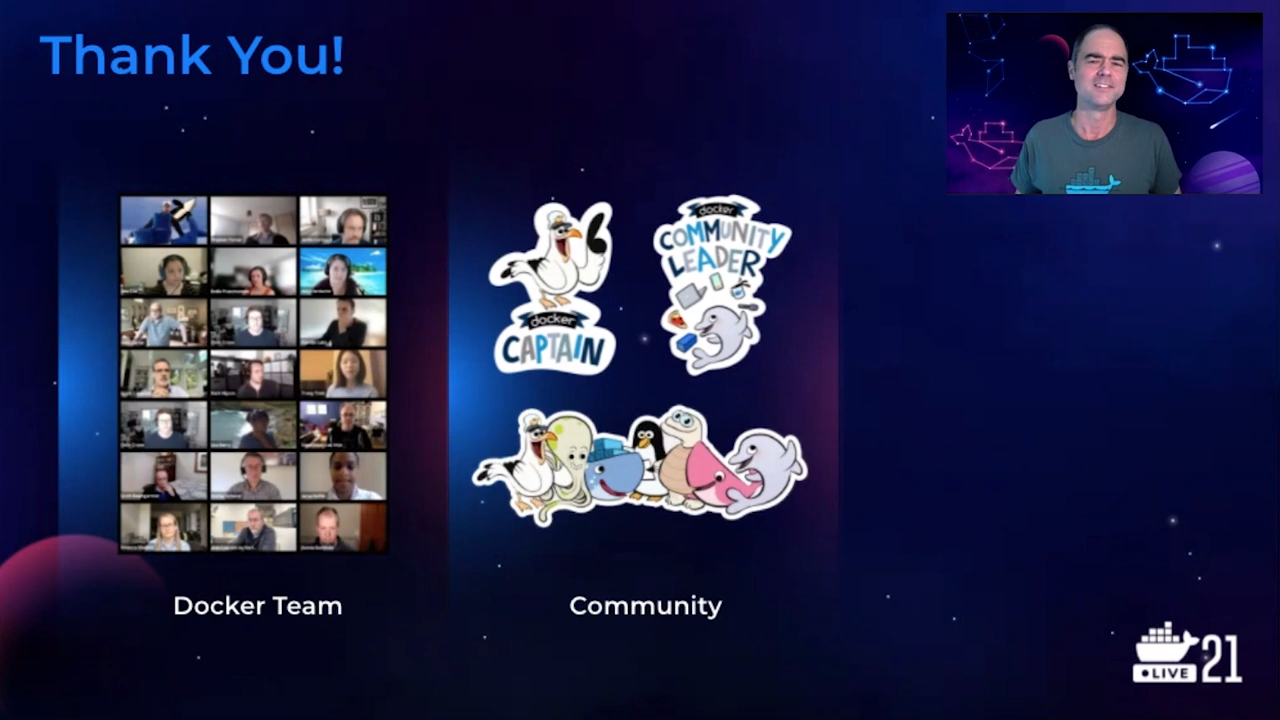 Thank You!
docker
COMMUNITY
LEADER
docker
CAPTAIN
Docker Team
Community
LIVE 21